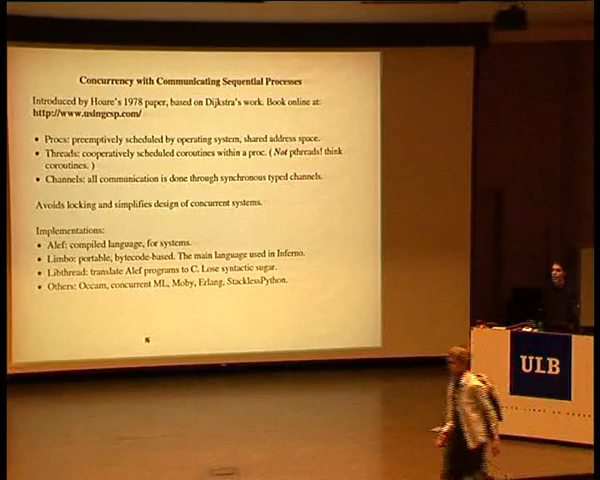 Concurrency with Communicating Sequential Processes
Introduced by Hoare's 1978 paper, based on Dijkstra's work. Book online at:
http://www.usingcsp.com/
• Procs: preemptively scheduled by operating system, shared address space.
• Threads: cooperatively scheduled coroutines within a proc. ( Not pthreads! think
coroutines. )
• Channels: all communication is done through synchronous typed channels.
Avoids locking and simplifies design of concurrent systems.
Implementations:
• Alef: compiled language, for systems.
• Limbo: portable, bytecode-based. The main language used in Inferno.
• Libthread: translate Alef programs to C. Lose syntactic sugar.
• Others: Occam, concurrent ML, Moby, Erlang, StacklessPython.
ULB